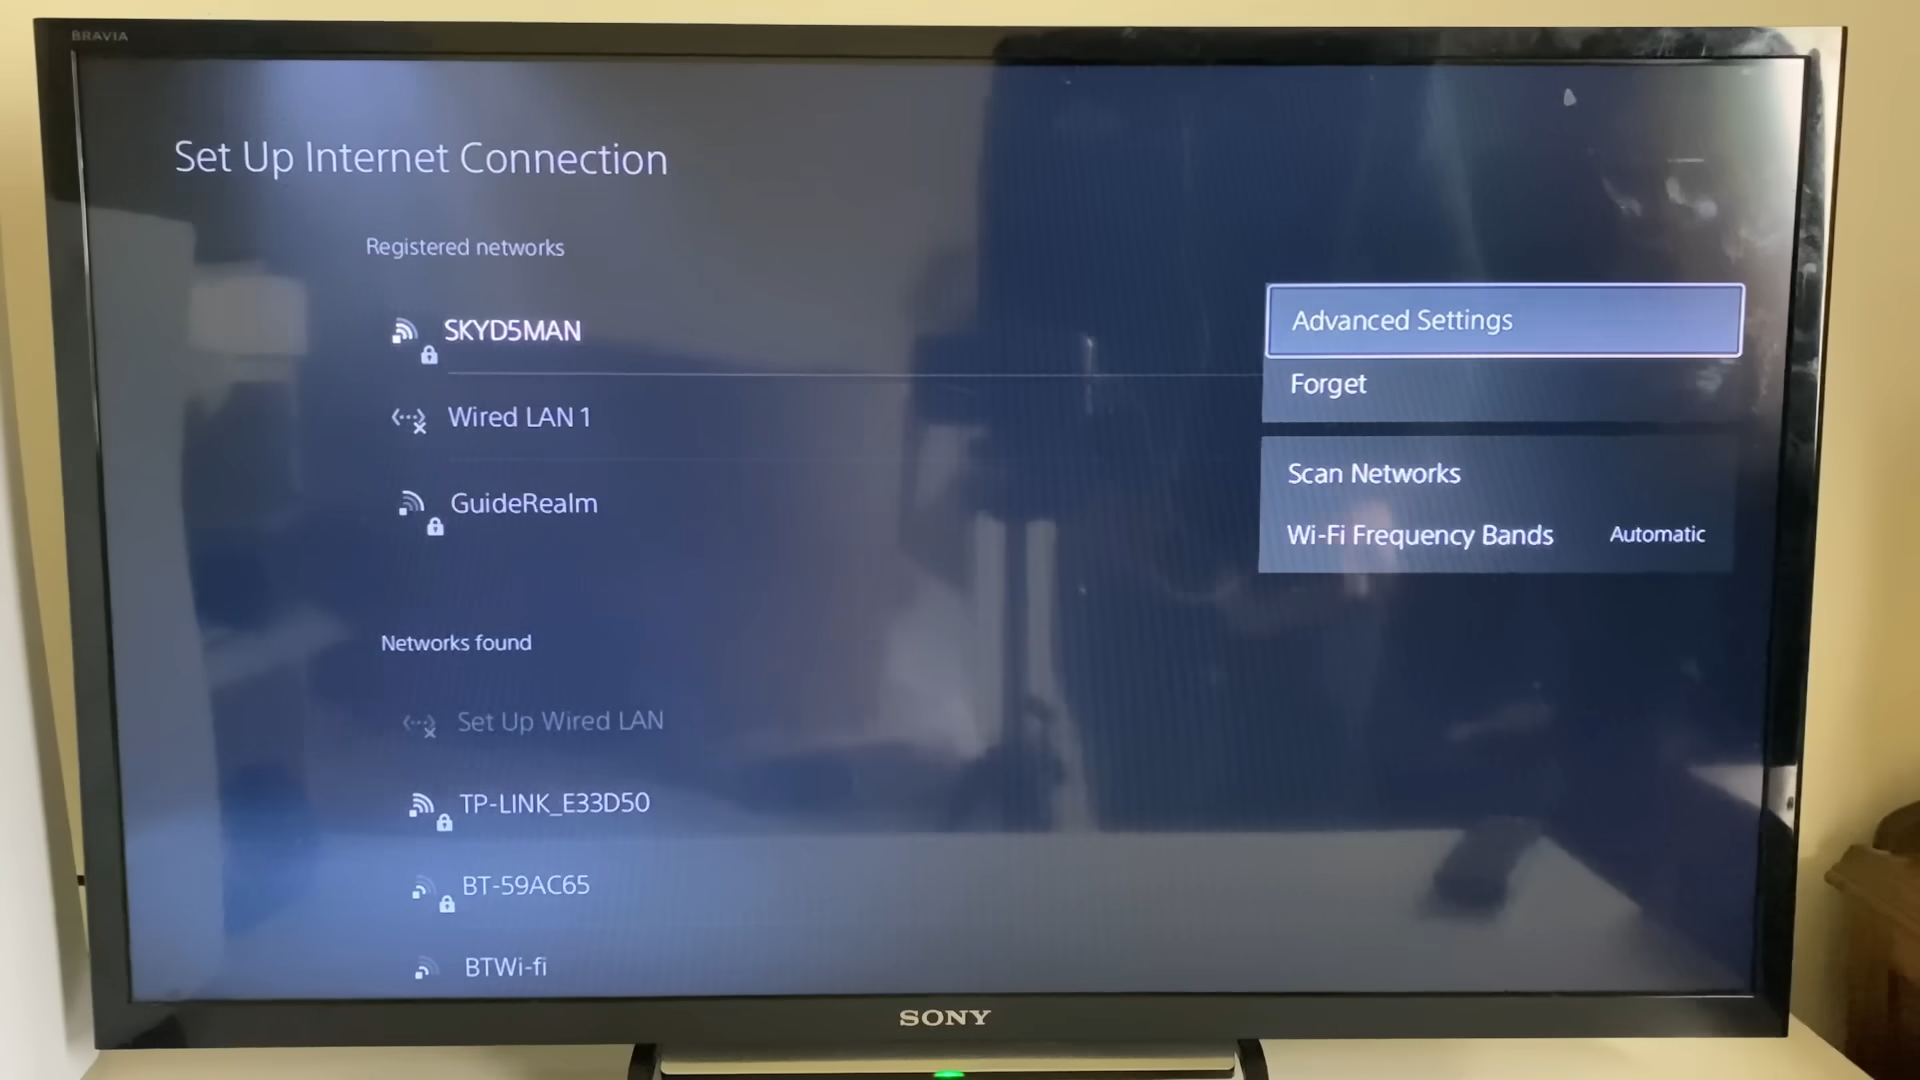 BRAVIA
Set Up Internet Connection
Registered networks
SKYD5MAN
Wired LAN 1
GuideRealm
Networks found
Set Up Wired LAN
TP-LINK_E33D50
BT-59AC65
BTWi-fi
Advanced Settings
Forget
Scan Networks
Wi-Fi Frequency Bands Automatic
SONY